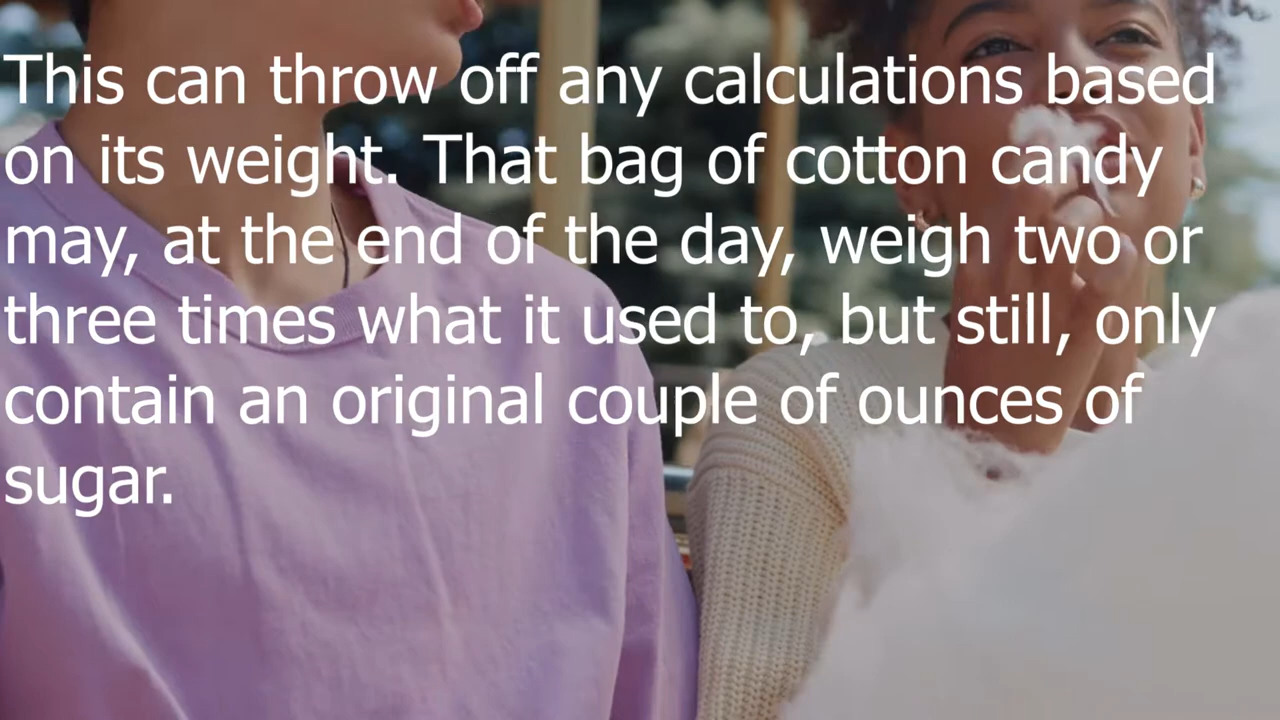 This can throw off any calculations based
on its weight. That bag of cotton candy
may, at the end of the day, weigh two or
three times what it used to, but still, only
contain an original couple of ounces of
sugar.